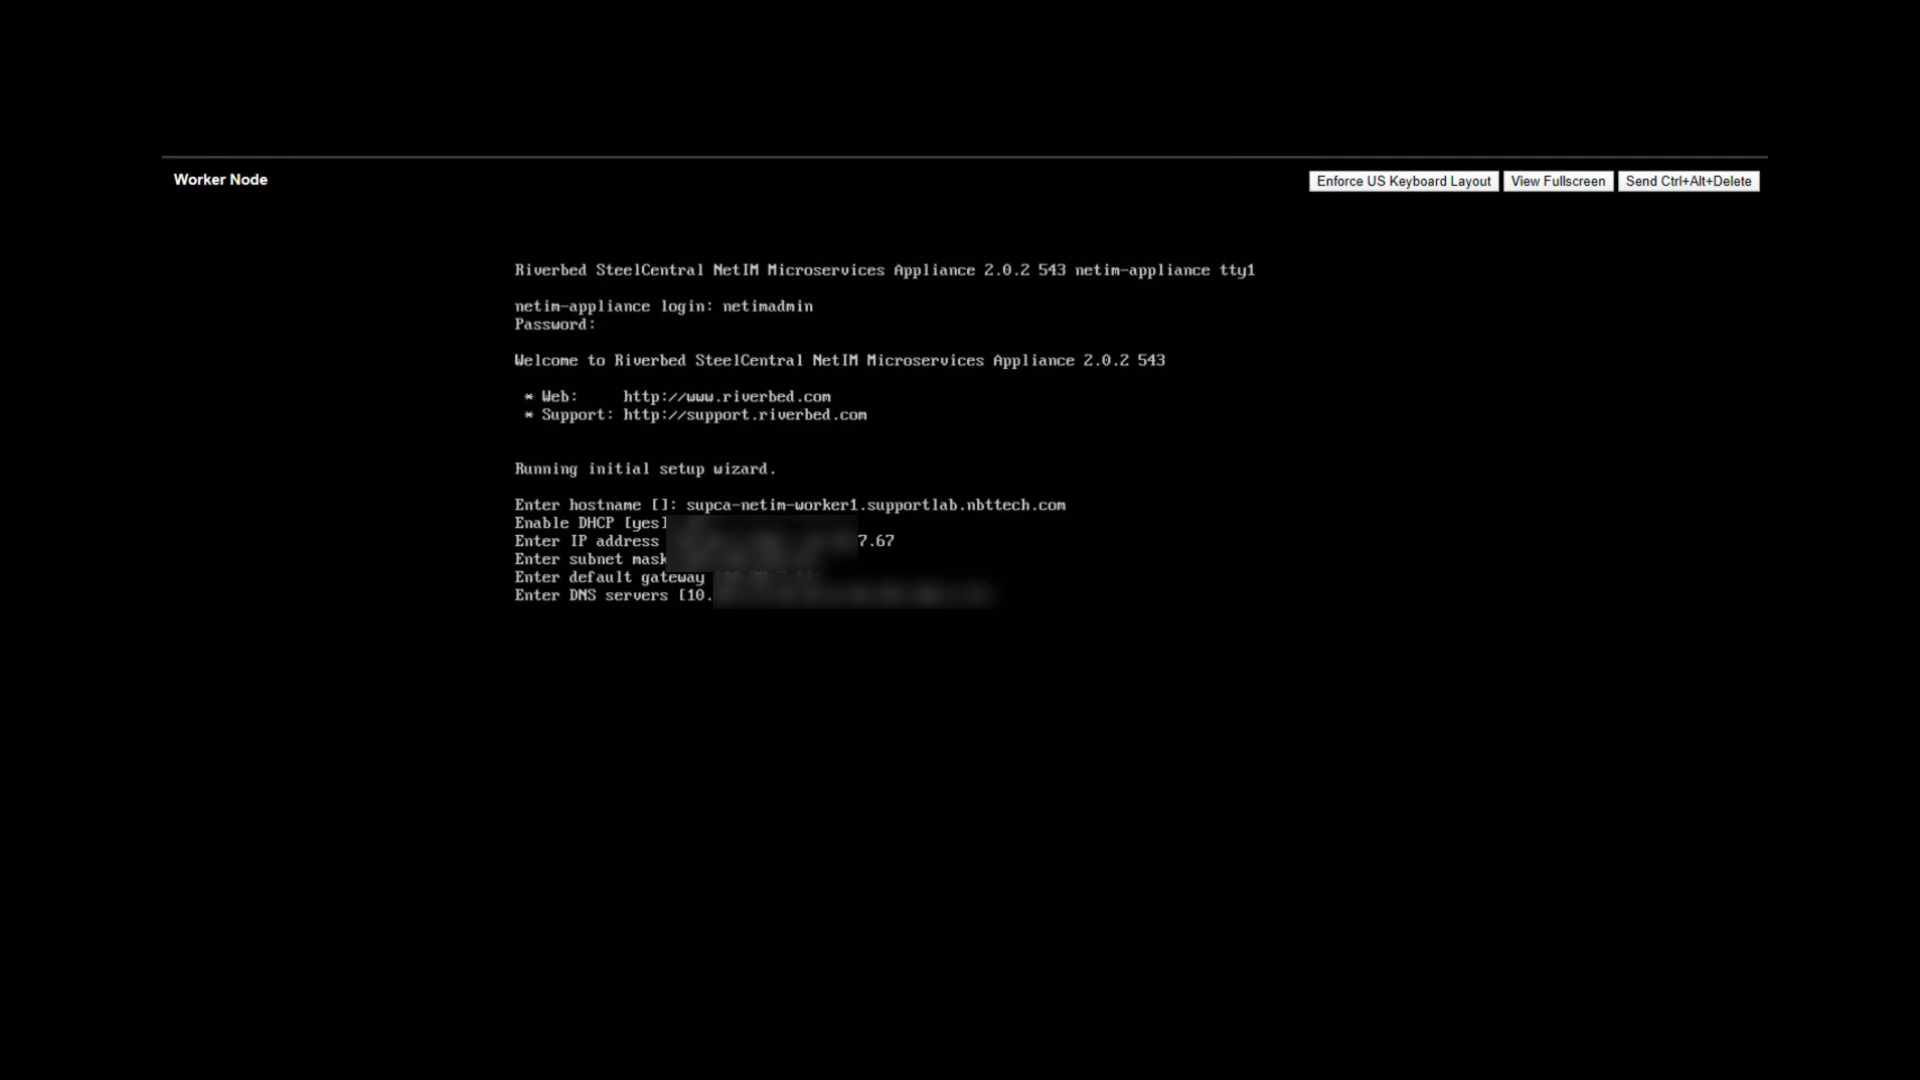 Worker Node
Enforce US Keyboard Layout View Fullscreen Send Ctrl+Alt+Delete
Riverbed SteelCentral NetIM Microservices Appliance 2.0.2 543 netim-appliance tty1
netim-appliance login: netimadmin
Password:
Welcome to Riverbed SteelCentral NetIM Microservices Appliance 2.0.2 543
* Web: http://www.riverbed.com
* Support: http://support.riverbed.com
Running initial setup wizard.
Enter hostname []: supca-netim-worker1.supportlab.nbttech.com
Enable DHCP [yes]
Enter IP address 7.67
Enter subnet mask
Enter default gateway
Enter DNS servers [10.